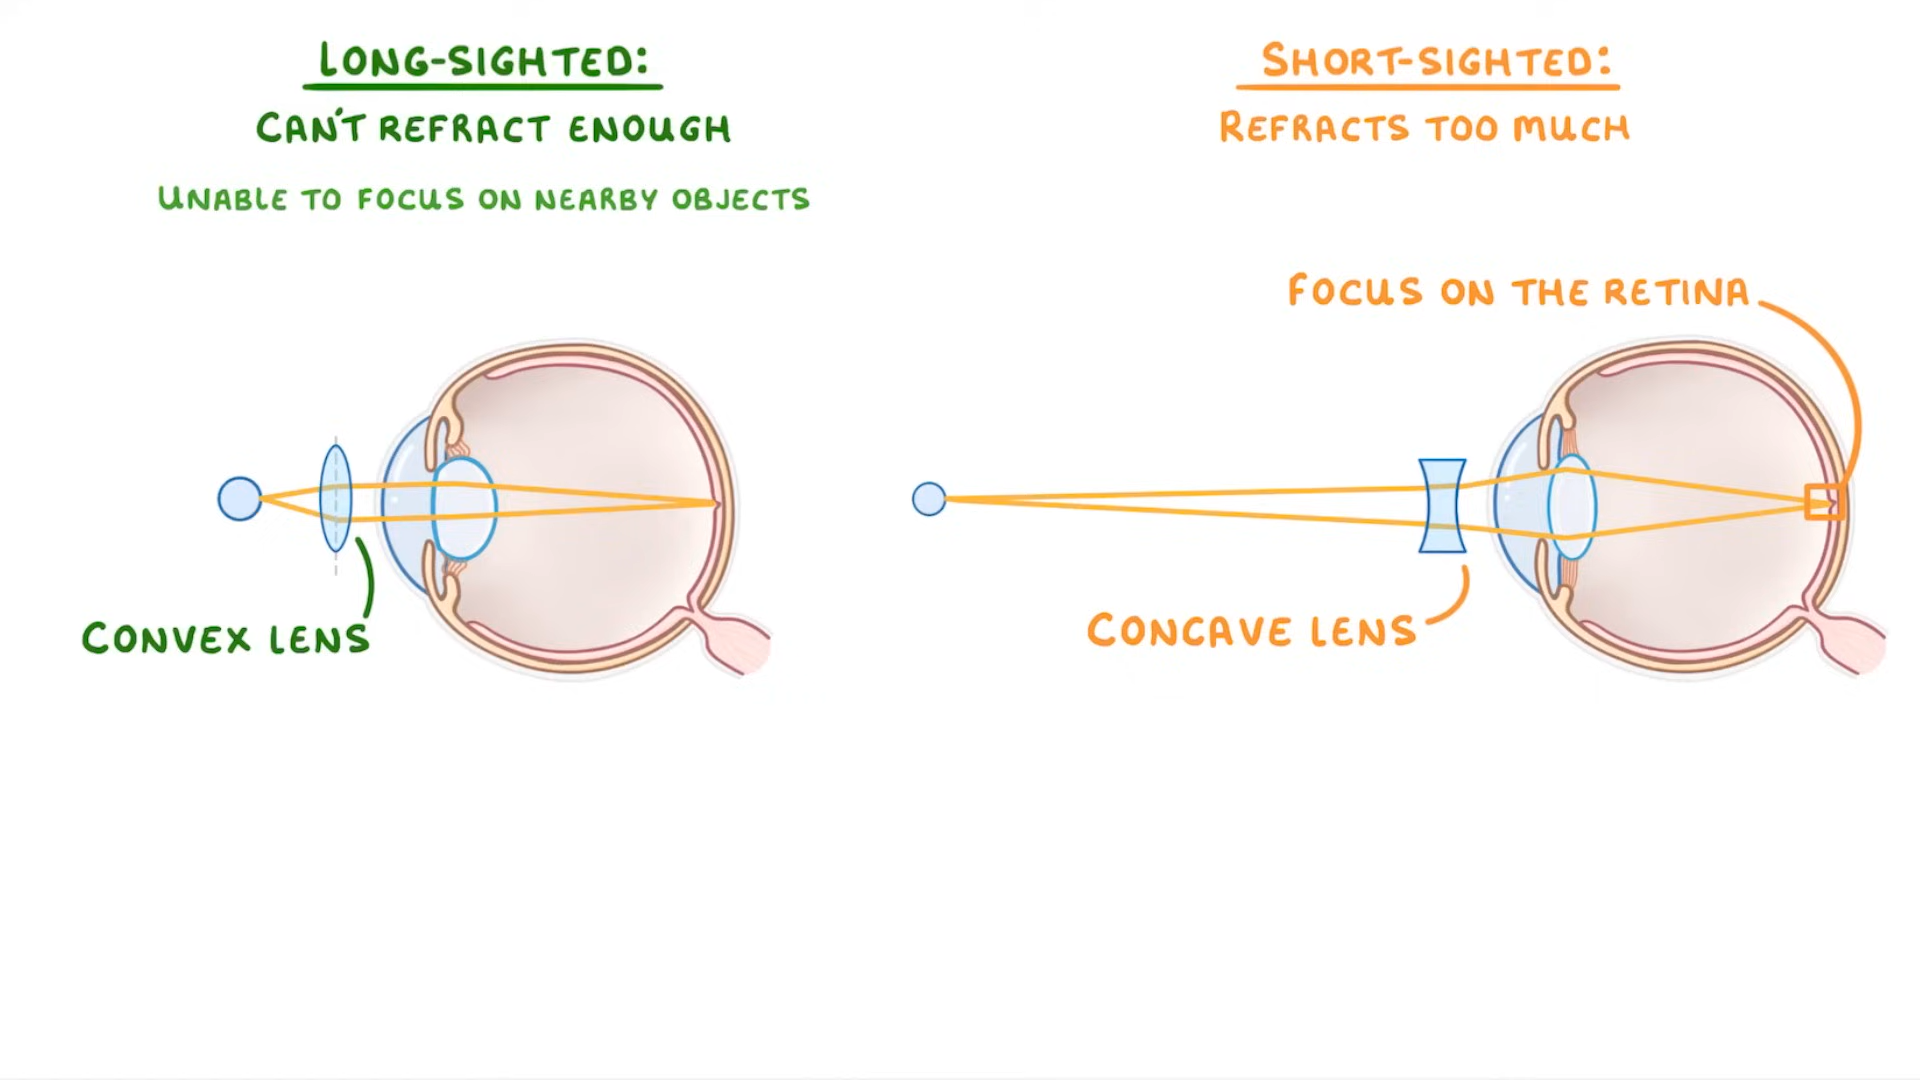 LONG-SIGHTED:
CAN'T REFRACT ENOUGH
UNABLE TO FOCUS ON NEARBY OBJECTS
CONVEX LENS
SHORT-SIGHTED:
REFRACTS TOO MUCH
FOCUS ON THE RETINA
CONCAVE LENS